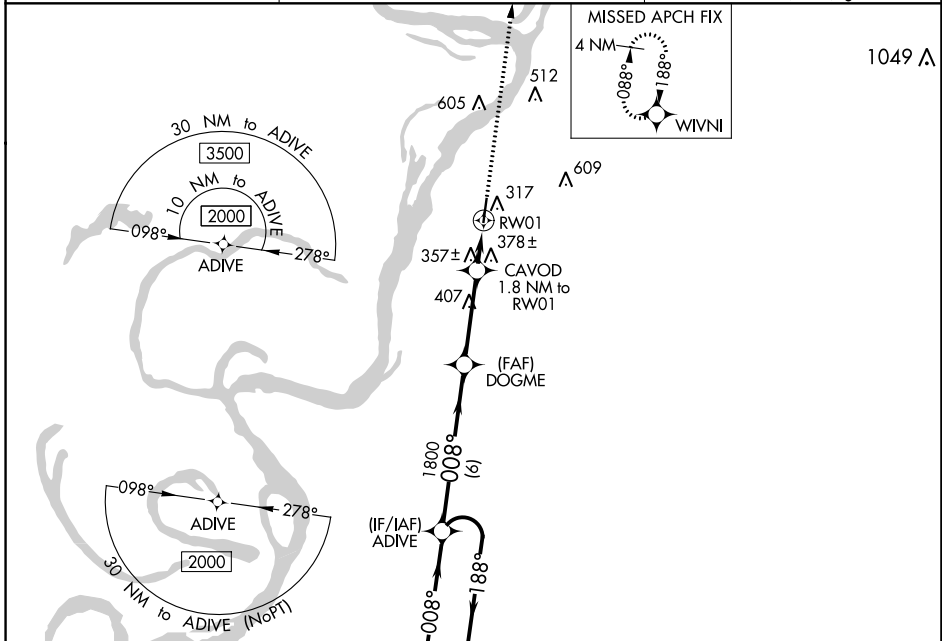 MISSED APCH FIX
4 NM
088°
188°
WIVNI
1049
512
605
609
317
RW01
357±
378±
CAVOD
1.8 NM to
RW01
407
(FAF)
DOGME
1800
008°
(6)
(IF/IAF)
ADIVE
188°
008°
30 NM to ADIVE
3500
10 NM to ADIVE
2000
098°
278°
ADIVE
098°
278°
ADIVE
2000
30 NM to ADIVE (NoPT)